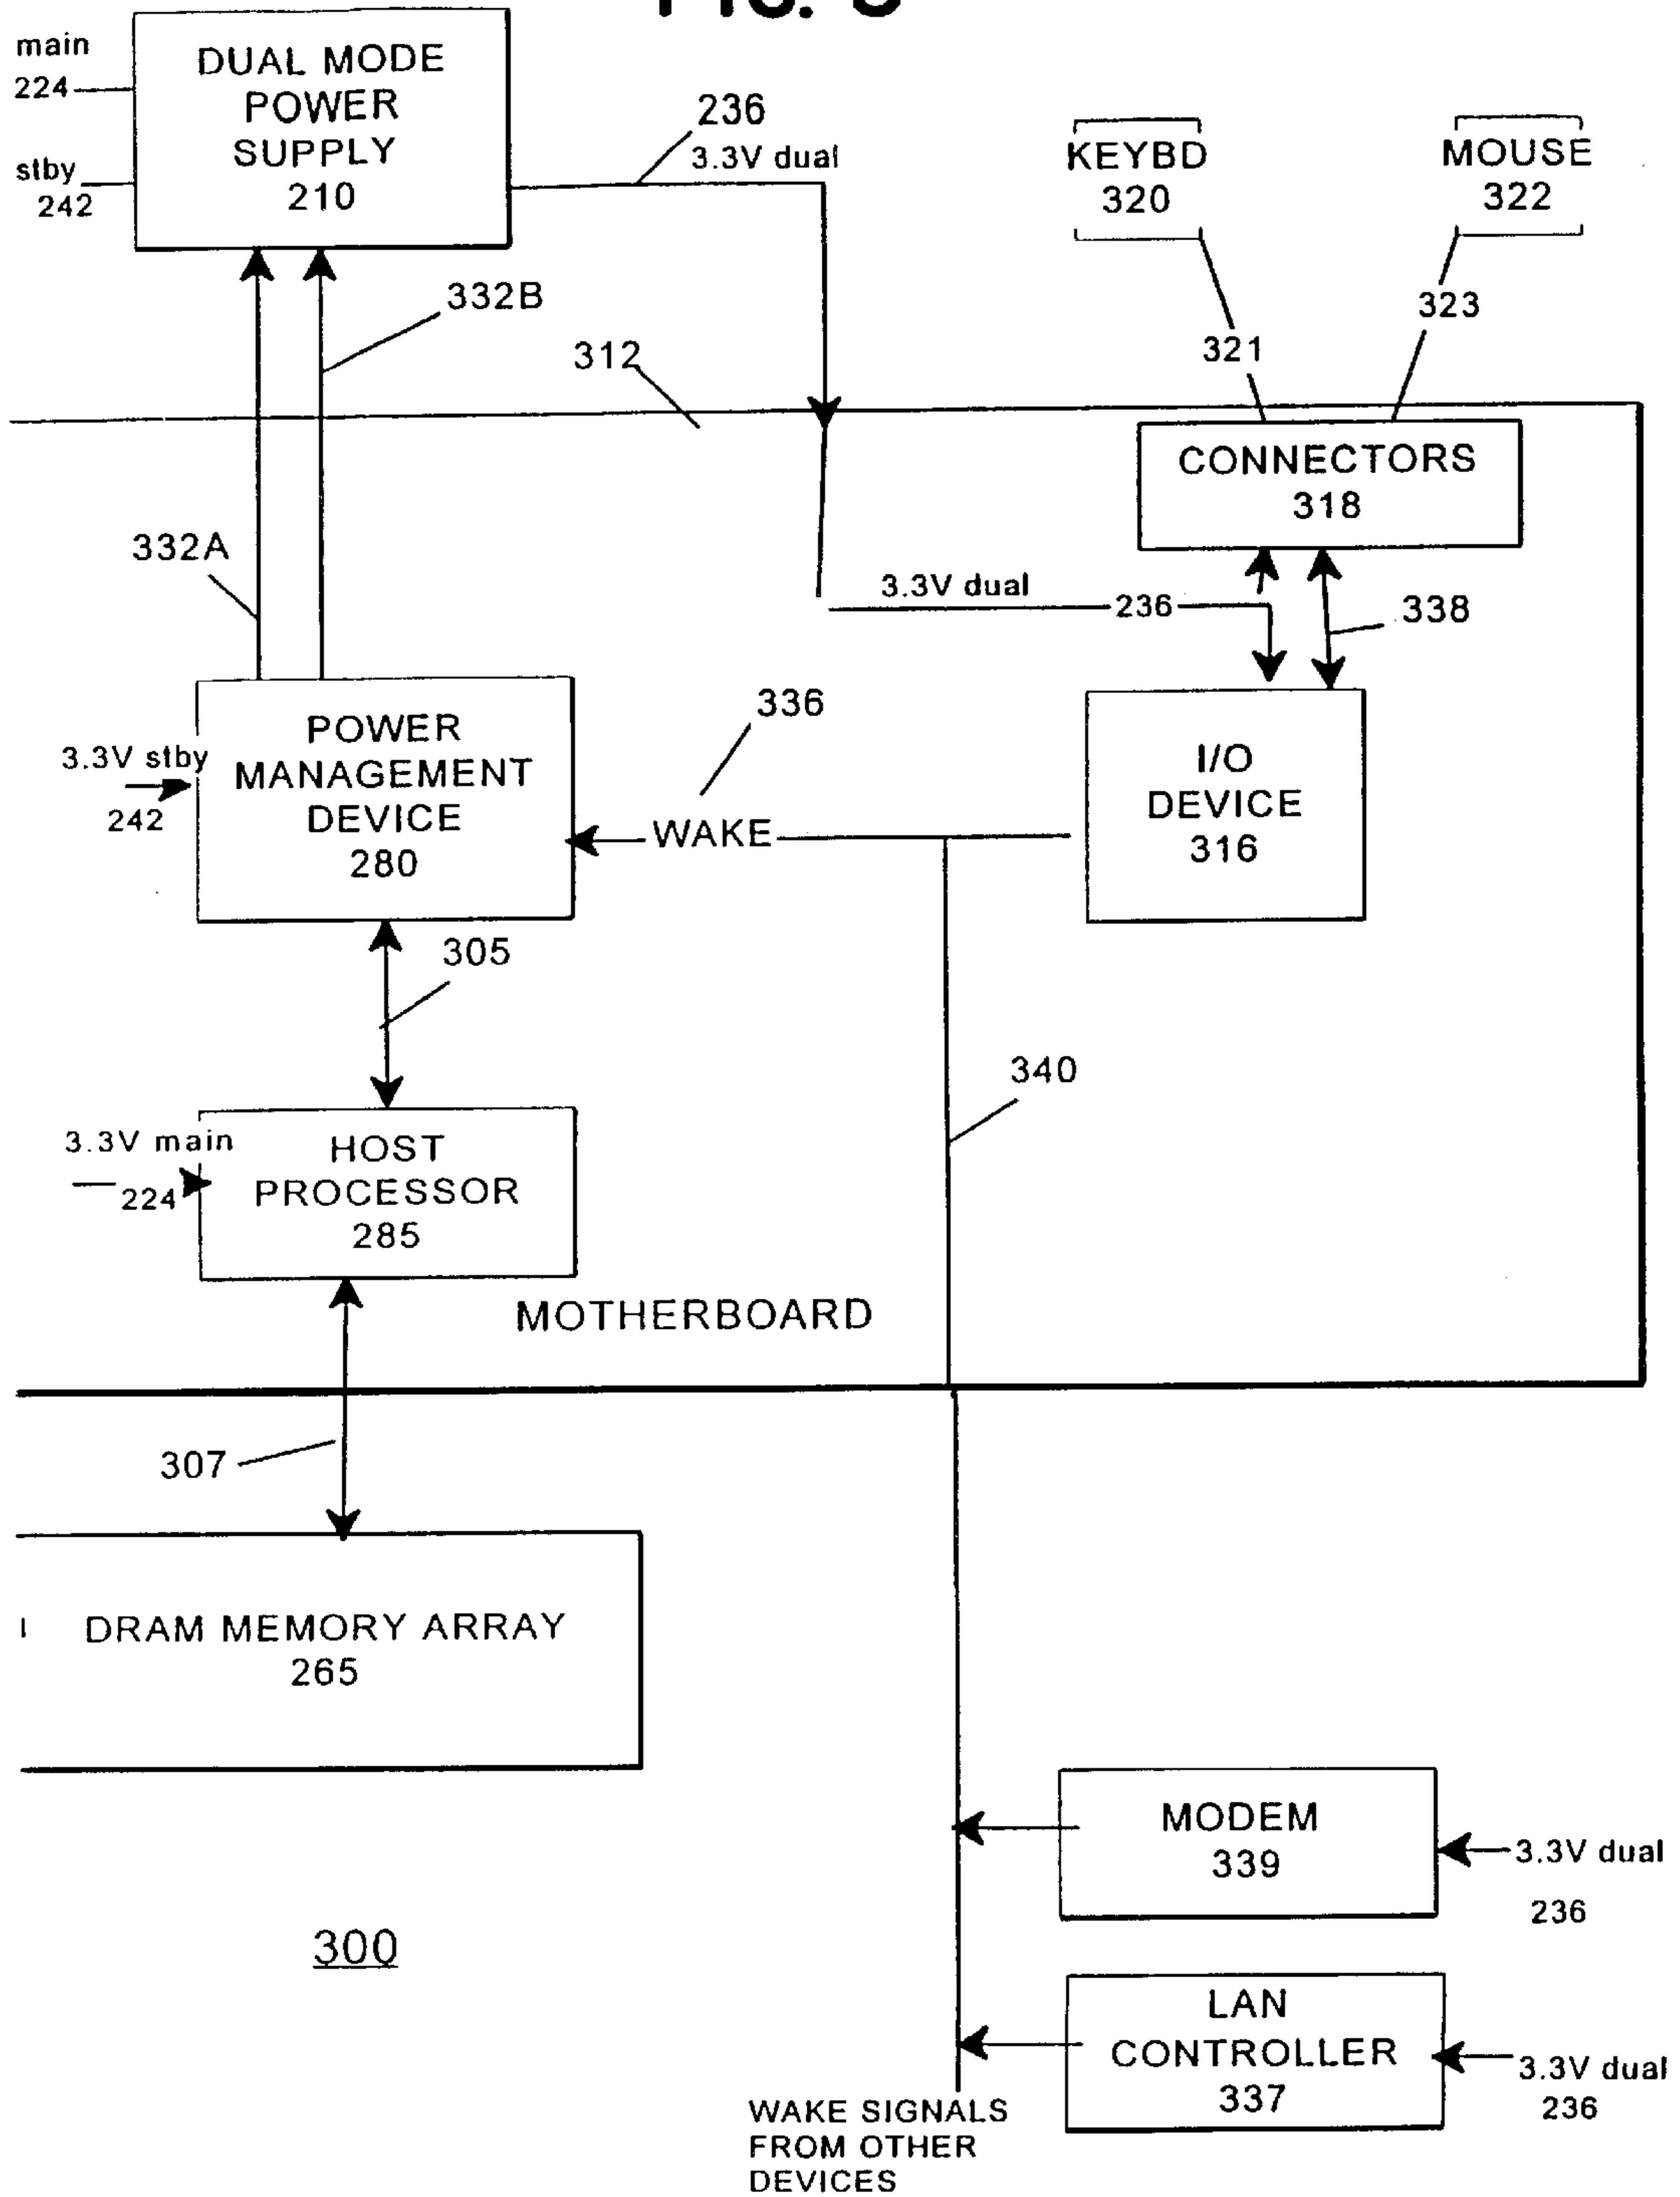 main
224
DUAL MODE
POWER
SUPPLY
210
stby
242
236
3.3V dual
KEYBD
320
MOUSE
322
332B
323
321
312
CONNECTORS
318
332A
3.3V dual
236
338
336
POWER
MANAGEMENT
DEVICE
280
3.3V stby
242
WAKE
I/O
DEVICE
316
305
340
3.3V main
224
HOST
PROCESSOR
285
MOTHERBOARD
307
DRAM MEMORY ARRAY
265
MODEM
339
3.3V dual
236
300
LAN
CONTROLLER
337
3.3V dual
236
WAKE SIGNALS
FROM OTHER
DEVICES